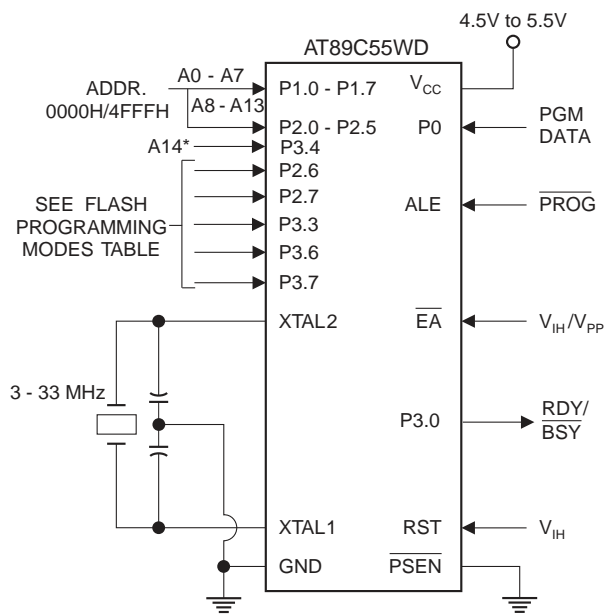 4.5V to 5.5V
AT89C55WD
ADDR.
0000H/4FFFH
A0 - A7
A8 - A13
A14*
SEE FLASH
PROGRAMMING
MODES TABLE
3 - 33 MHz
P1.0 - P1.7
P2.0 - P2.5
P3.4
P2.6
P2.7
P3.3
P3.6
P3.7
XTAL2
XTAL1
GND
VCC
P0
ALE
EA
P3.0
RST
PSEN
PGM
DATA
PROG
VIH/VPP
RDY/
BSY
VIH